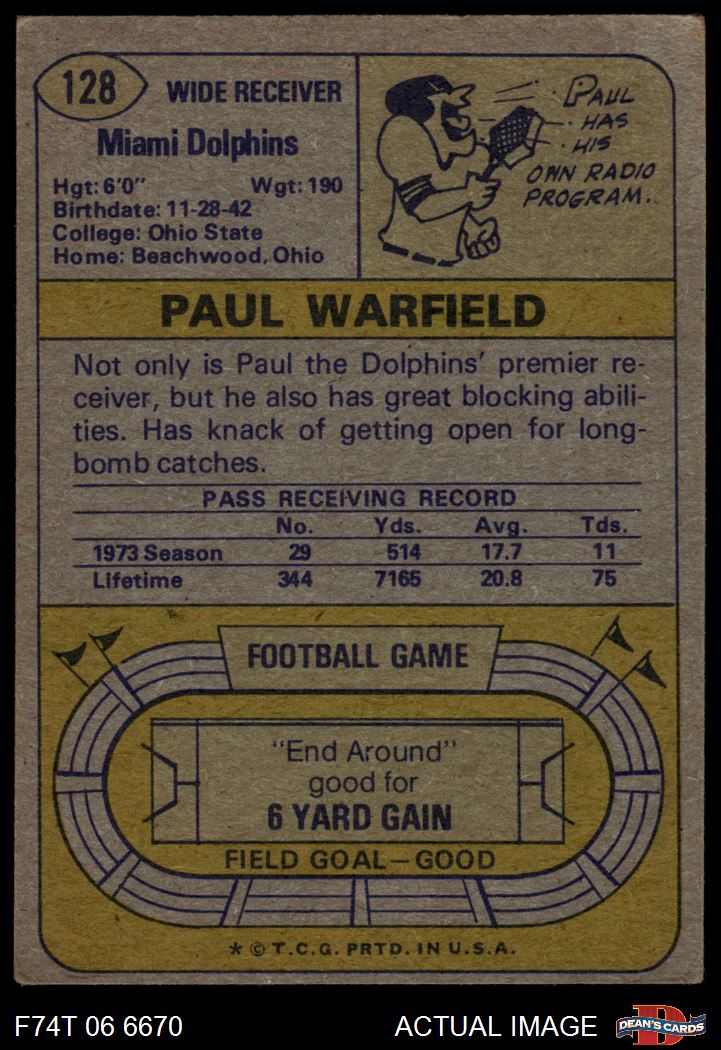 128
WIDE RECEIVER
Miami Dolphins
Hgt: 6'0" Wgt: 190
Birthdate: 11-28-42
College: Ohio State
Home: Beachwood, Ohio
PAUL
HAS
HIS
OWN RADIO
PROGRAM.
PAUL WARFIELD
Not only is Paul the Dolphins' premier re-
ceiver, but he also has great blocking abili-
ties. Has knack of getting open for long-
bomb catches.
PASS RECEIVING RECORD
No. Yds. Avg. Tds.
1973 Season 29 514 17.7 11
Lifetime 344 7165 20.8 75
FOOTBALL GAME
"End Around"
good for
6 YARD GAIN
FIELD GOAL—GOOD
* © T.C.G. PRTD. IN U.S.A.
F74T 06 6670 ACTUAL IMAGE
D
DEAN'S CARDS